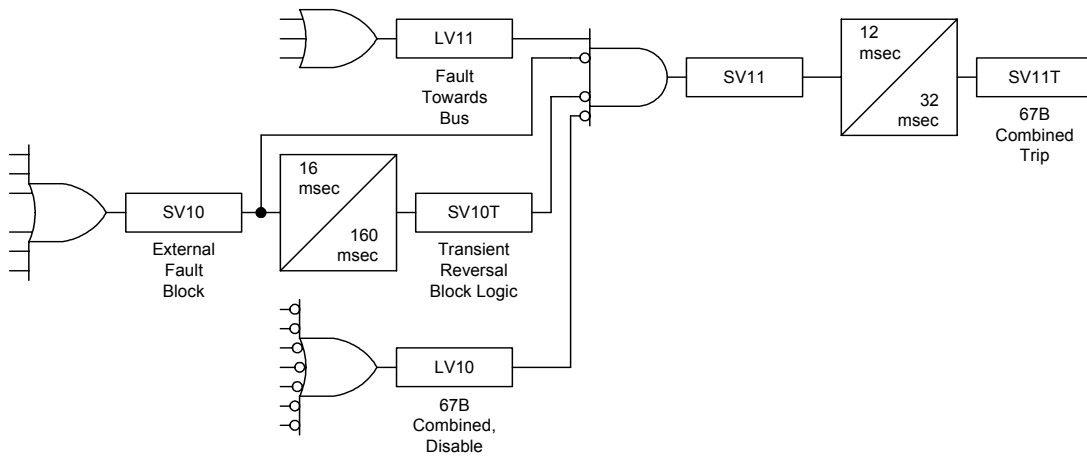 LV11
Fault
Towards
Bus
SV11
12
msec
32
msec
SV11T
67B
Combined
Trip
SV10
External
Fault
Block
16
msec
160
msec
SV10T
Transient
Reversal
Block Logic
LV10
67B
Combined,
Disable